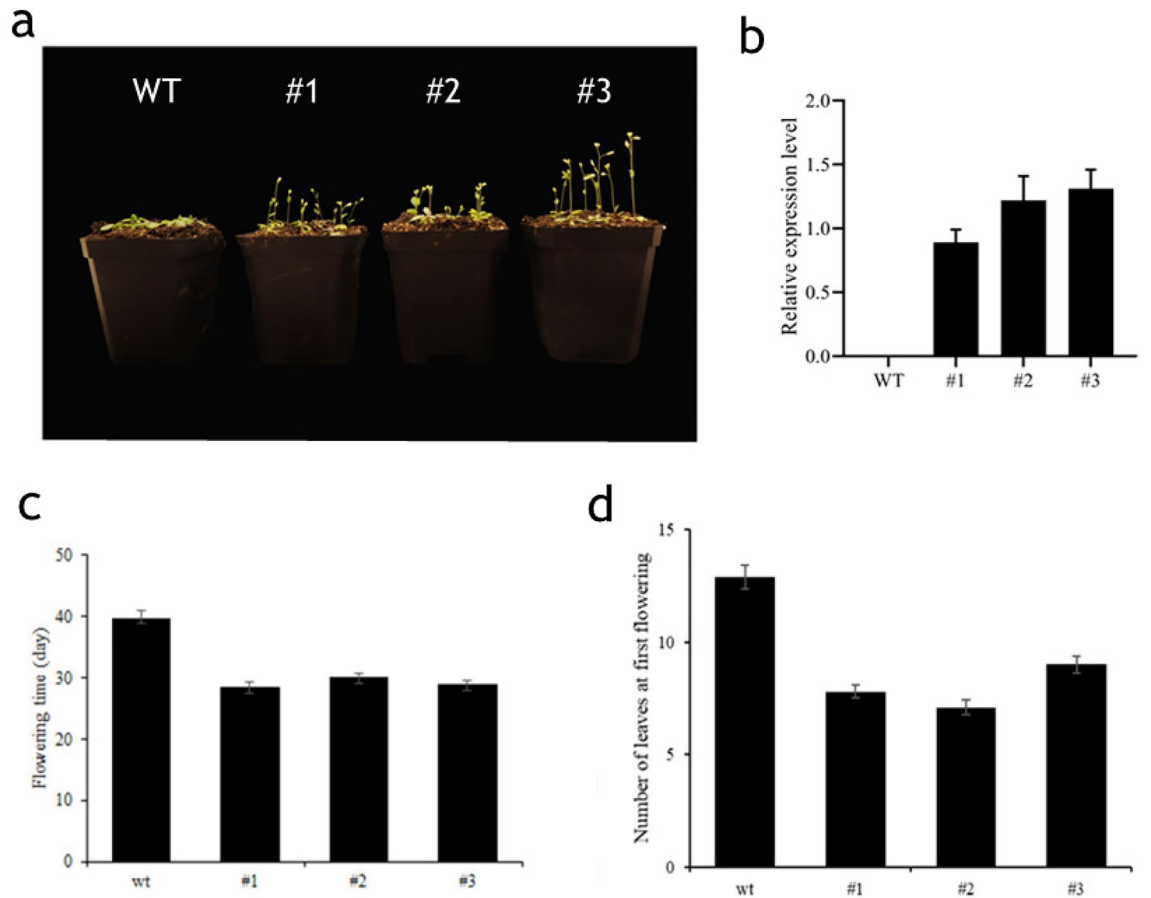 a
WT #1 #2 #3
b
Relative expression level
2.0
1.5
1.0
0.5
0.0
WT #1 #2 #3
c
Flowering time (day)
50
40
30
20
10
0
wt #1 #2 #3
d
Number of leaves at first flowering
15
10
5
0
wt #1 #2 #3